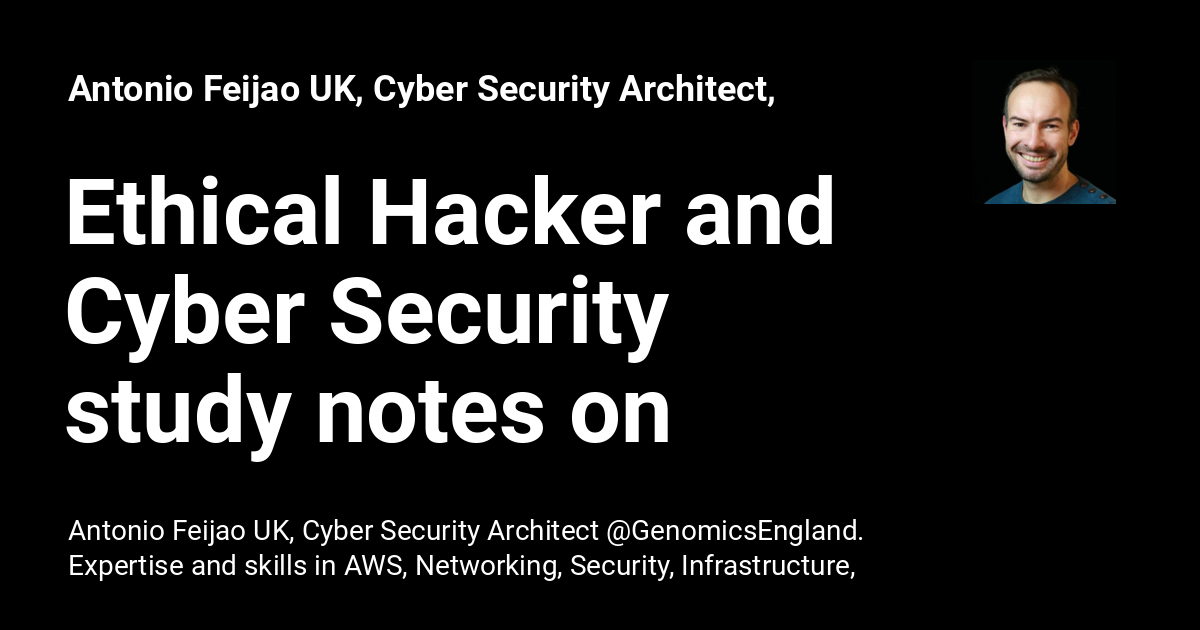 Antonio Feijao UK, Cyber Security Architect,
Ethical Hacker and
Cyber Security
study notes on
Antonio Feijao UK, Cyber Security Architect @GenomicsEngland.
Expertise and skills in AWS, Networking, Security, Infrastructure,